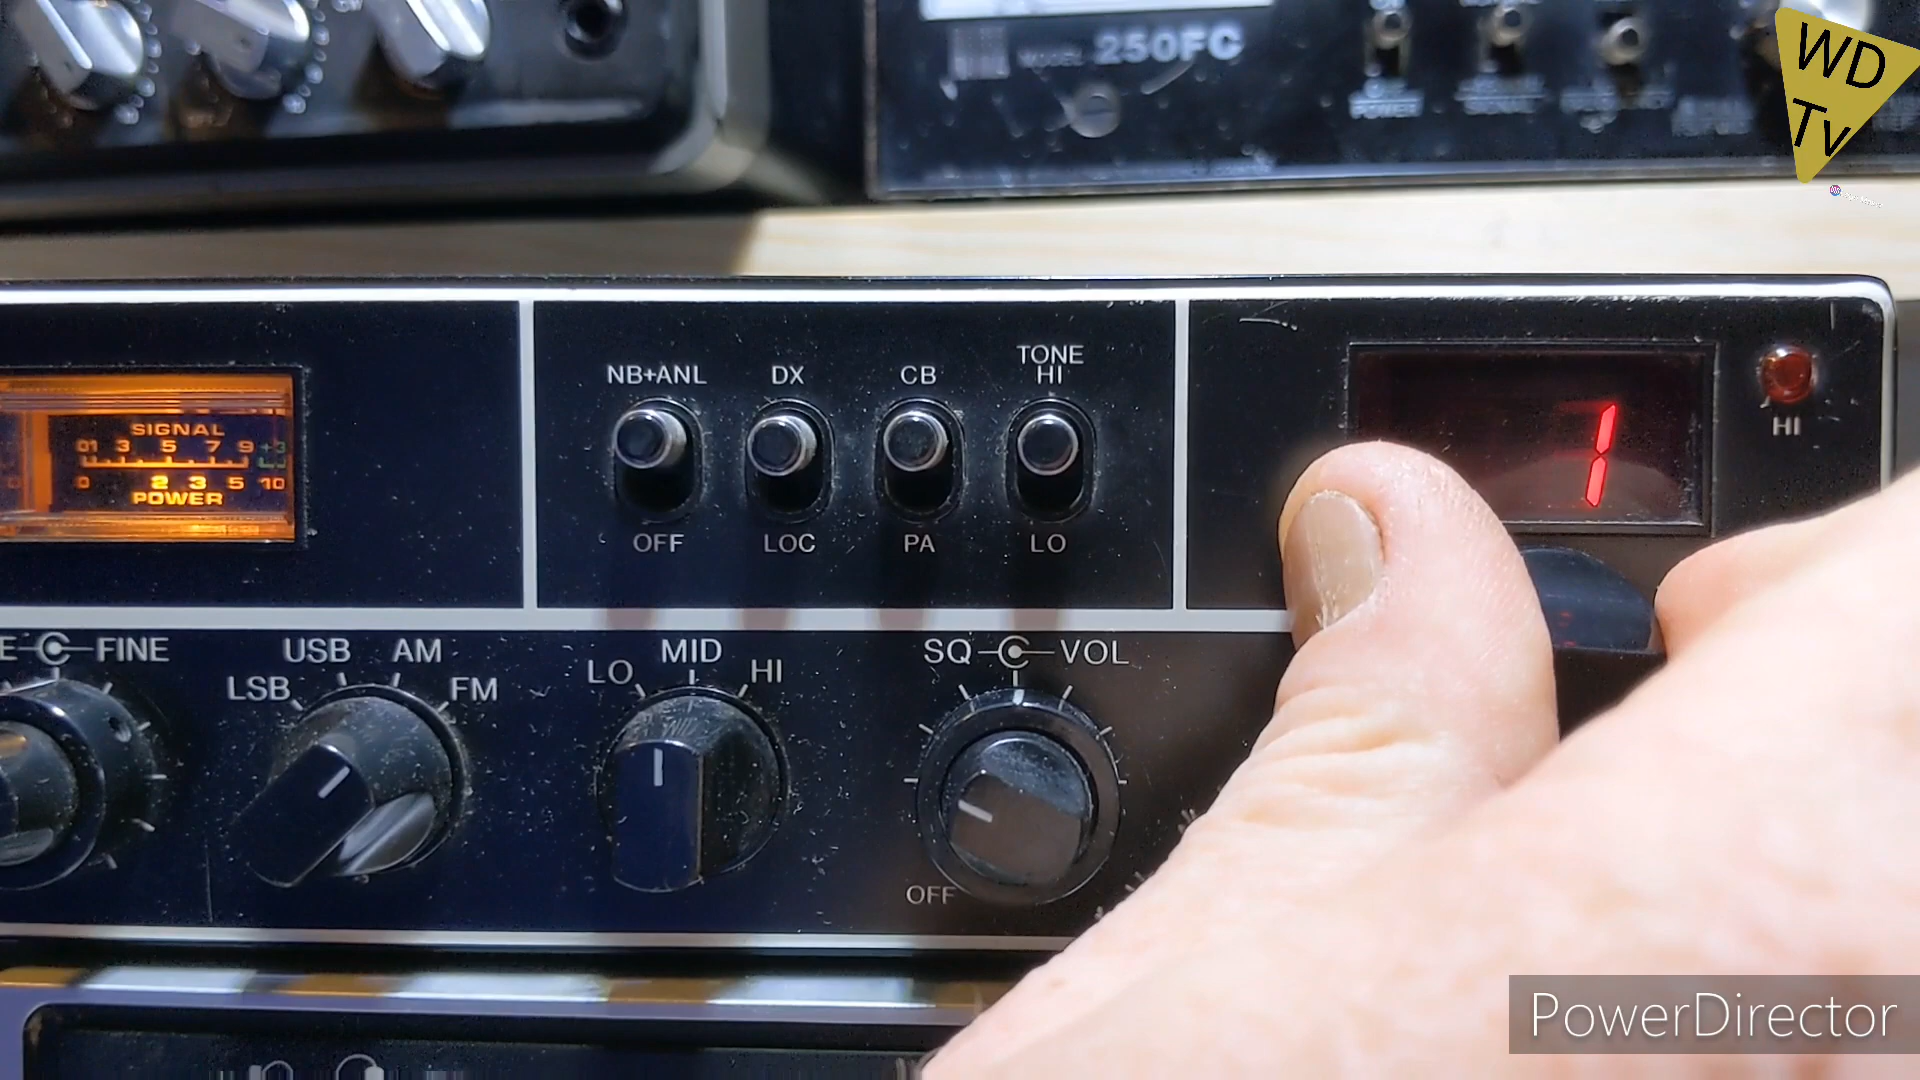 250FC
POWER
WD
TV
NB+ANL
DX
CB
TONE
HI
OFF
LOC
PA
LO
SIGNAL
01 3 5 7 9 +3
0 2 3 5 10
POWER
1
HI
FINE
LSB
USB
AM
FM
LO
MID
HI
SQ
VOL
OFF
PowerDirector